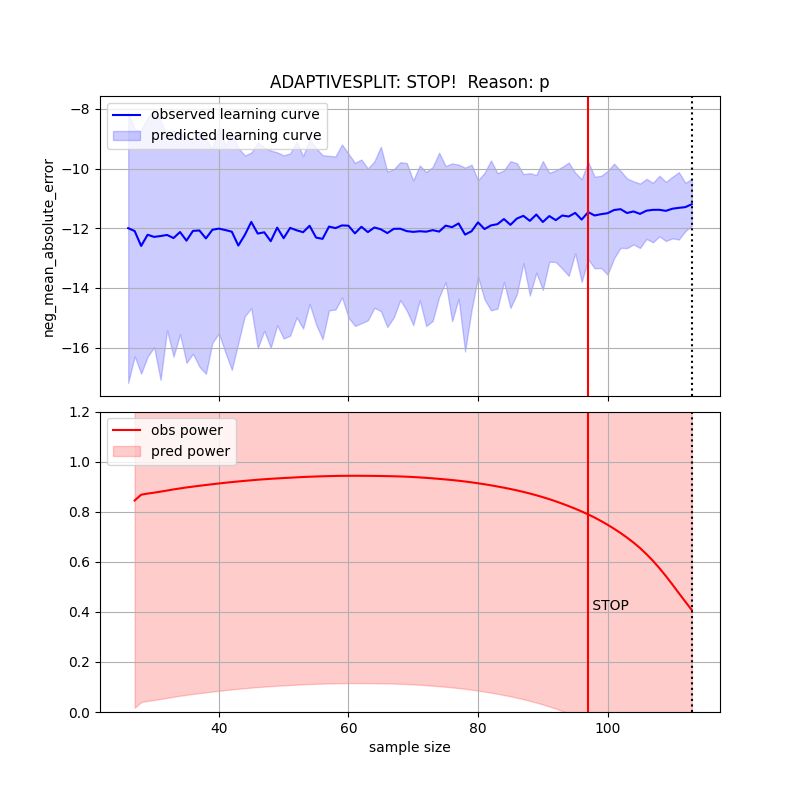 ADAPTIVESPLIT: STOP!  Reason: p
observed learning curve
predicted learning curve
neg_mean_absolute_error
−8
−10
−12
−14
−16
obs power
pred power
1.2
1.0
0.8
0.6
0.4
0.2
0.0
STOP
40 60 80 100
sample size